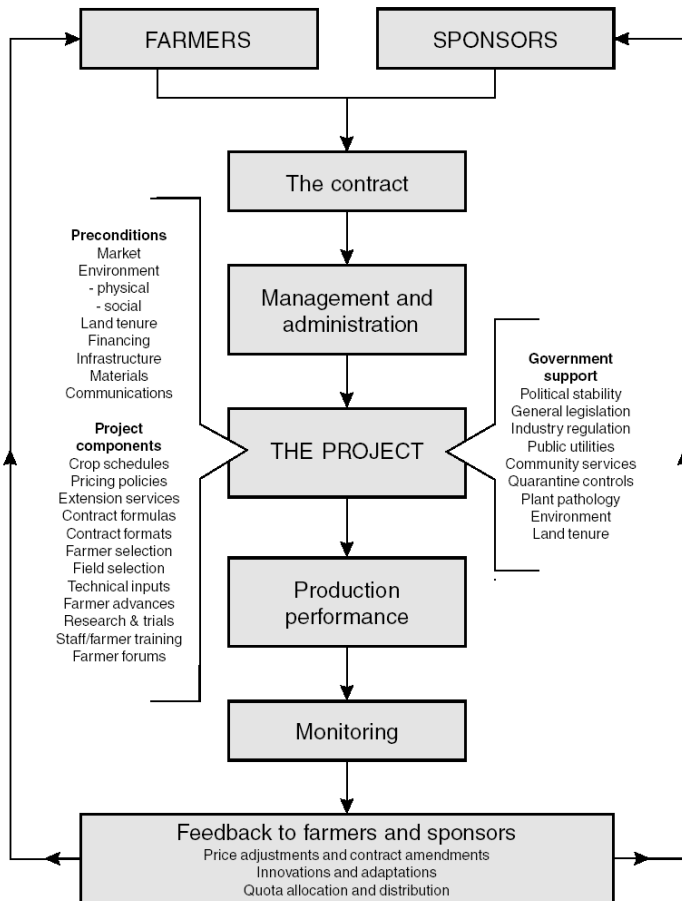 FARMERS
SPONSORS
The contract
Management and
administration
Preconditions
Market
Environment
- physical
- social
Land tenure
Financing
Infrastructure
Materials
Communications
Project
components
Crop schedules
Pricing policies
Extension services
Contract formulas
Contract formats
Farmer selection
Field selection
Technical inputs
Farmer advances
Research & trials
Staff/farmer training
Farmer forums
THE PROJECT
Government
support
Political stability
General legislation
Industry regulation
Public utilities
Community services
Quarantine controls
Plant pathology
Environment
Land tenure
Production
performance
Monitoring
Feedback to farmers and sponsors
Price adjustments and contract amendments
Innovations and adaptations
Quota allocation and distribution